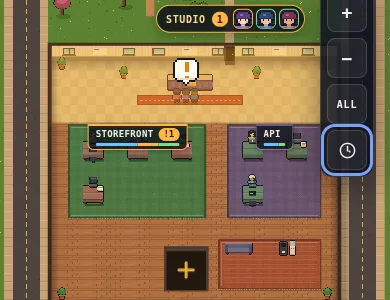 STUDIO 1
+
−
ALL
!
STOREFRONT !1
API
+